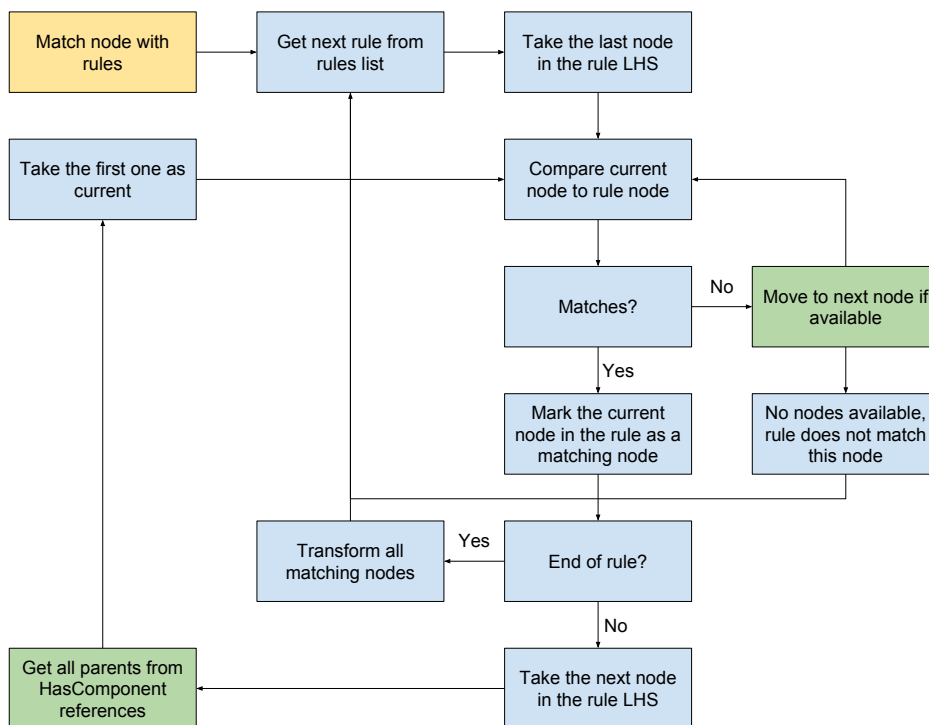 Match node with
rules
Get next rule from
rules list
Take the last node
in the rule LHS
Take the first one as
current
Compare current
node to rule node
Matches?
No
Move to next node if
available
Yes
Mark the current
node in the rule as a
matching node
No nodes available,
rule does not match
this node
Transform all
matching nodes
Yes
End of rule?
No
Get all parents from
HasComponent
references
Take the next node
in the rule LHS